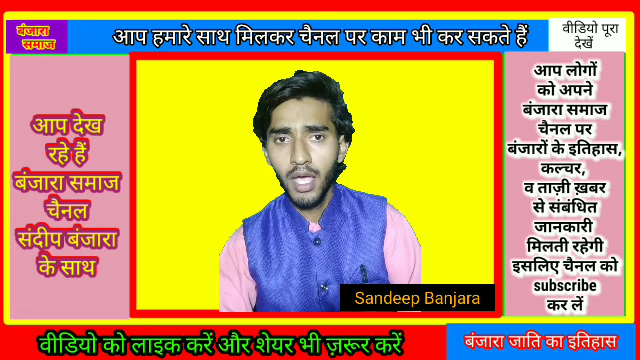 बंजारा
समाज
आप हमारे साथ मिलकर चैनल पर काम भी कर सकते हैं
वीडियो पूरा
देखें
आप देख
रहे हैं
बंजारा समाज
चैनल
संदीप बंजारा
के साथ
आप लोगों
को अपने
बंजारा समाज
चैनल पर
बंजारों के इतिहास,
कल्चर,
व ताज़ी ख़बर
से संबंधित
जानकारी
मिलती रहेगी
इसलिए चैनल को
subscribe
कर लें
Sandeep Banjara
वीडियो को लाइक करें और शेयर भी ज़रूर करें
बंजारा जाति का इतिहास